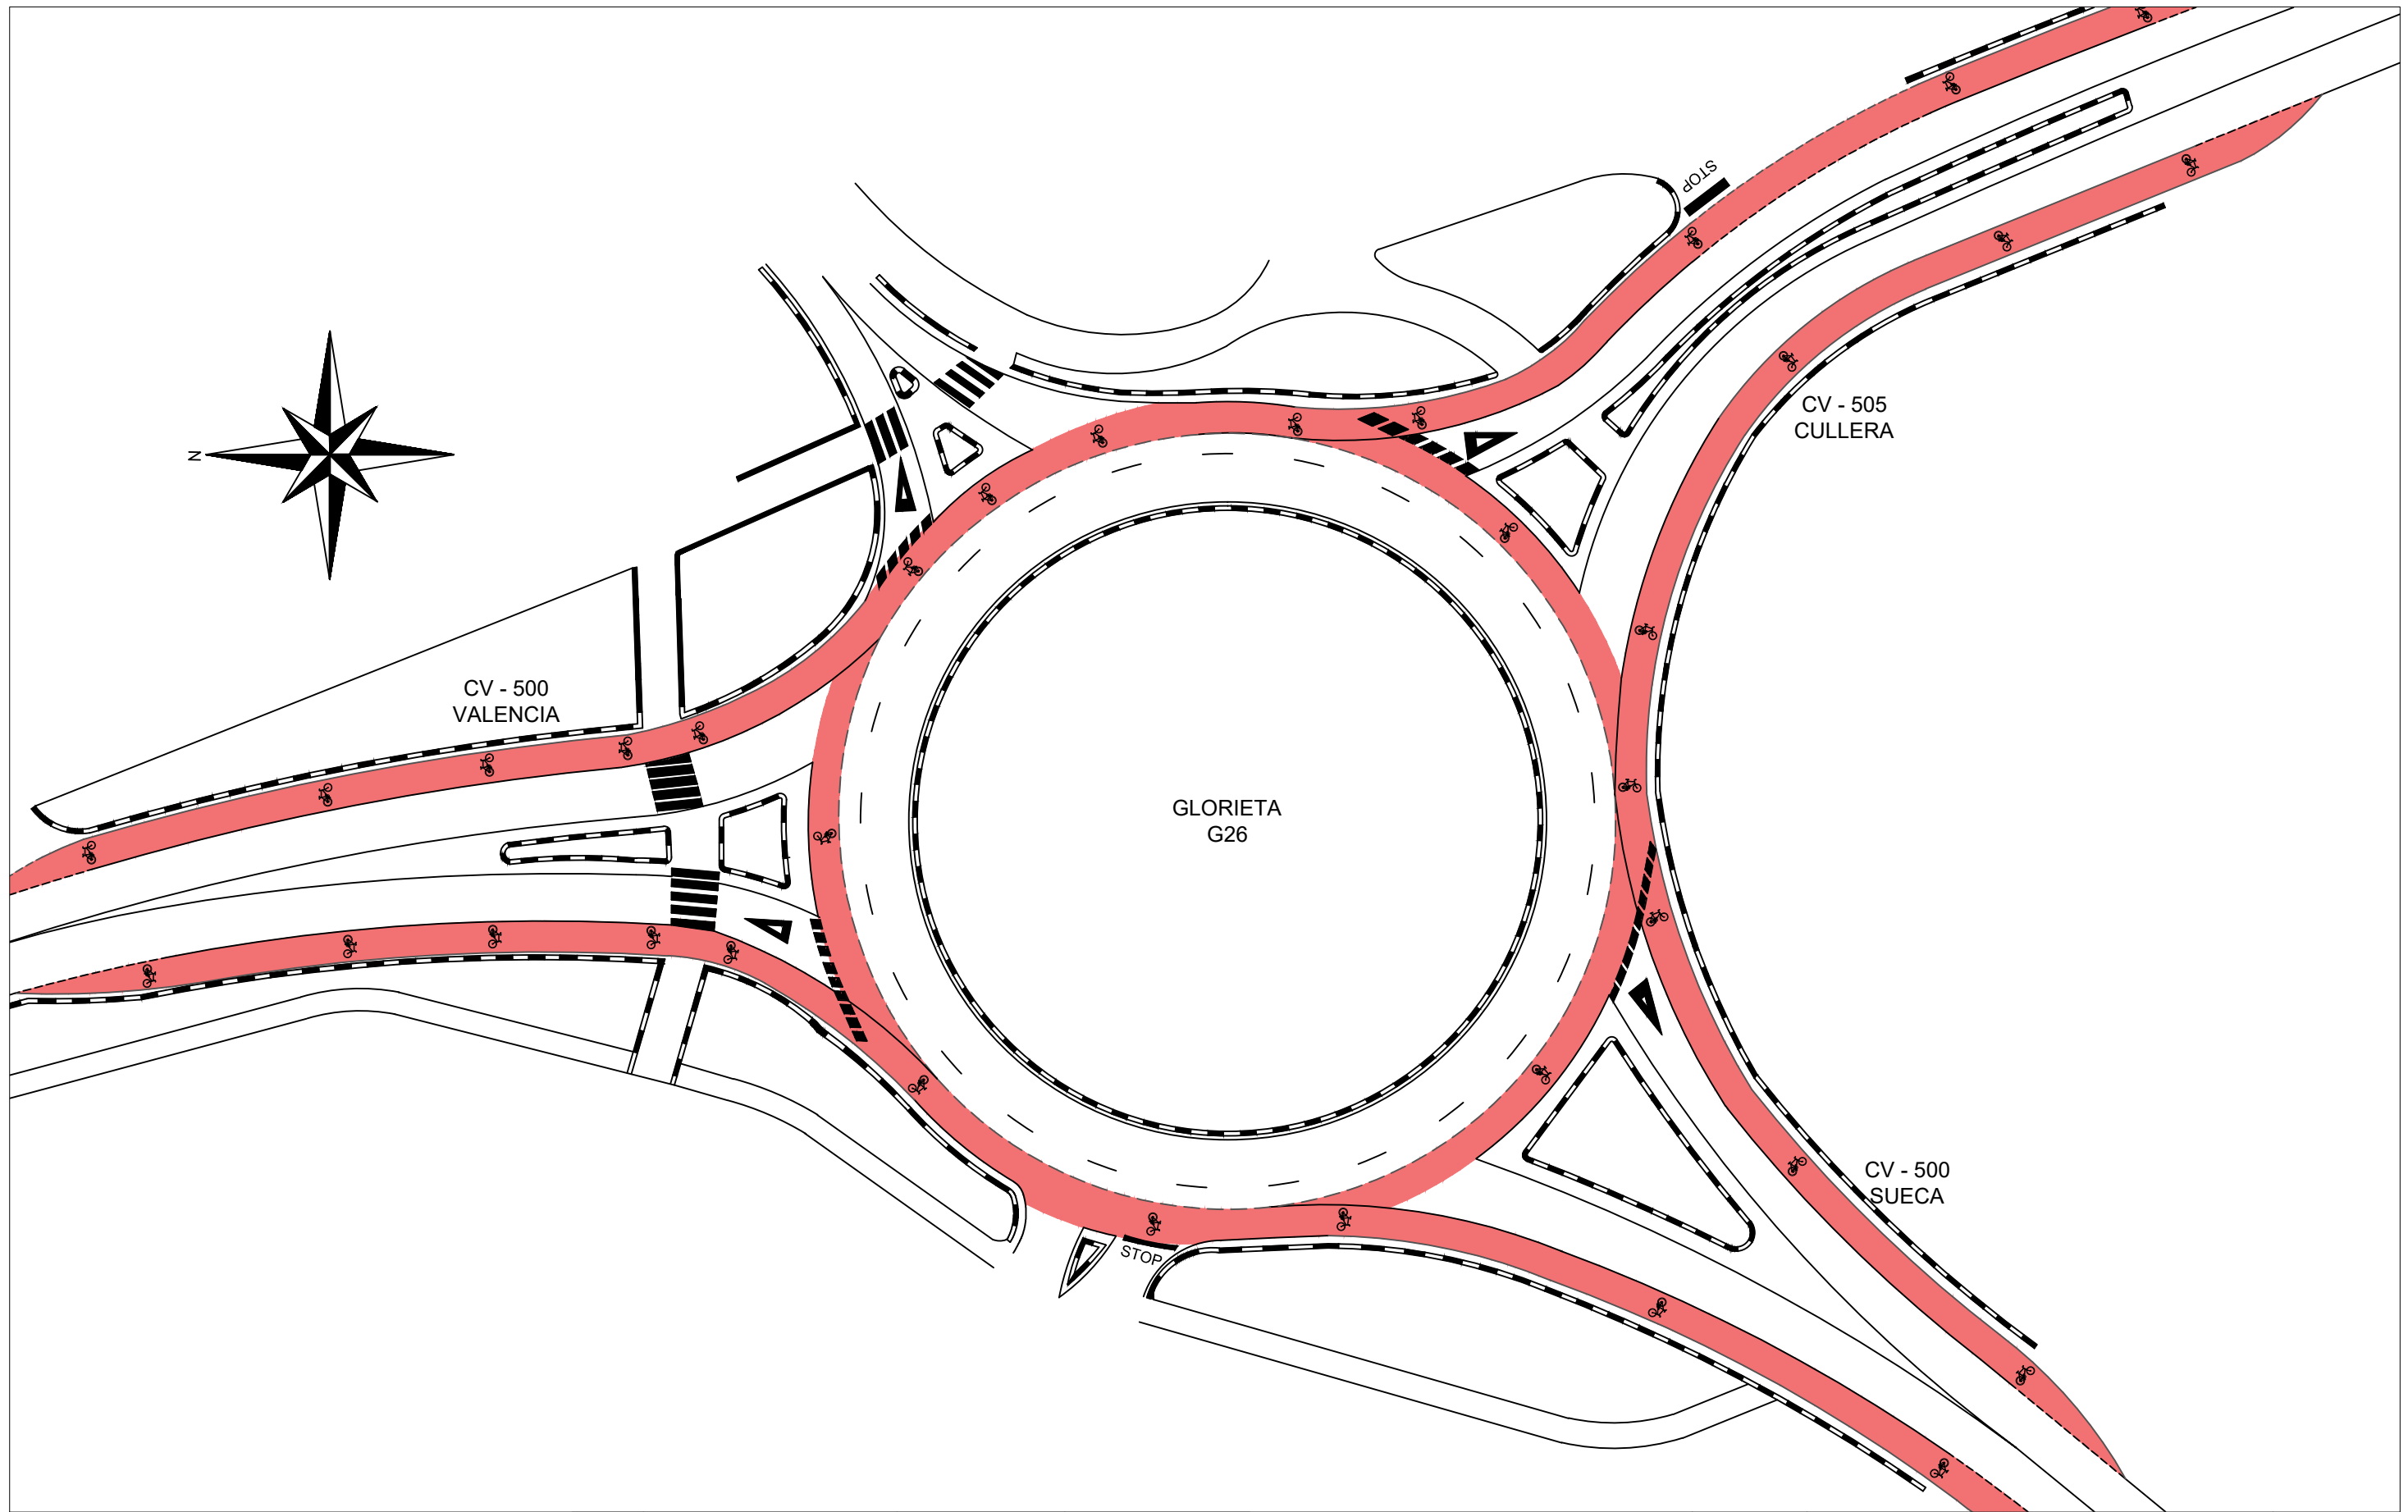 STOP
CV - 505
CULLERA
N
CV - 500
VALENCIA
GLORIETA
G26
CV - 500
SUECA
STOP